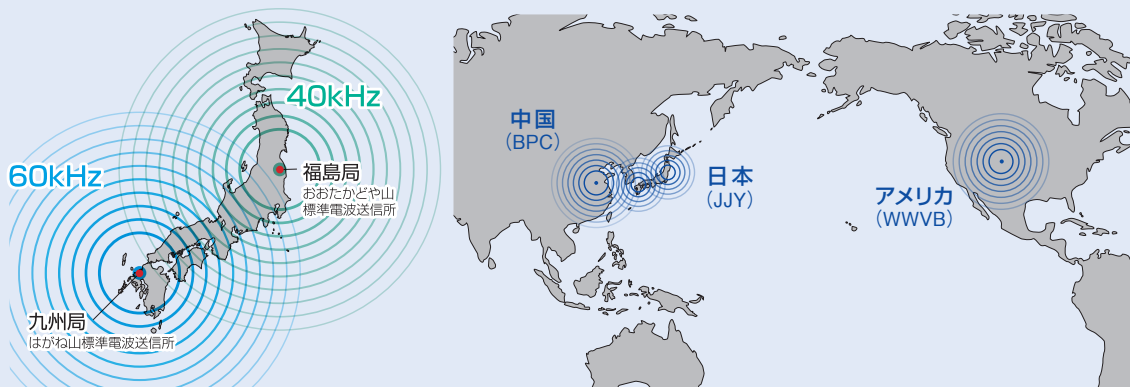 40kHz
60kHz
福島局
おおたかどや山
標準電波送信所
九州局
はがね山標準電波送信所
中国
(BPC)
日本
(JJY)
アメリカ
(WWVB)